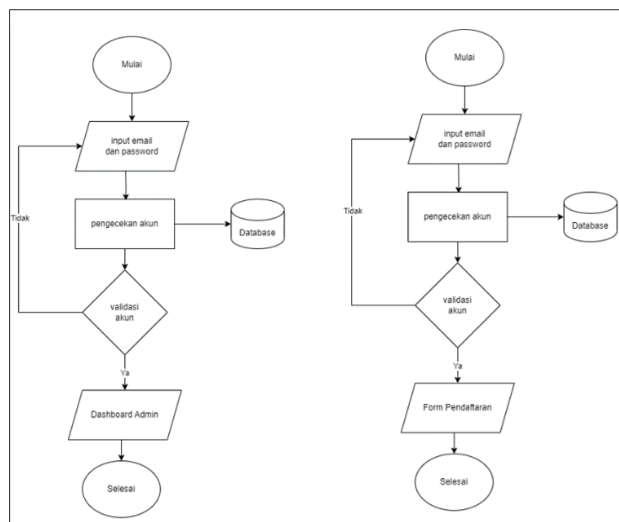 Mulai
input email
dan password
Tidak
pengecekan akun
Database
validasi
akun
Ya
Dashboard Admin
Selesai
Mulai
input email
dan password
Tidak
pengecekan akun
Database
validasi
akun
Ya
Form Pendaftaran
Selesai